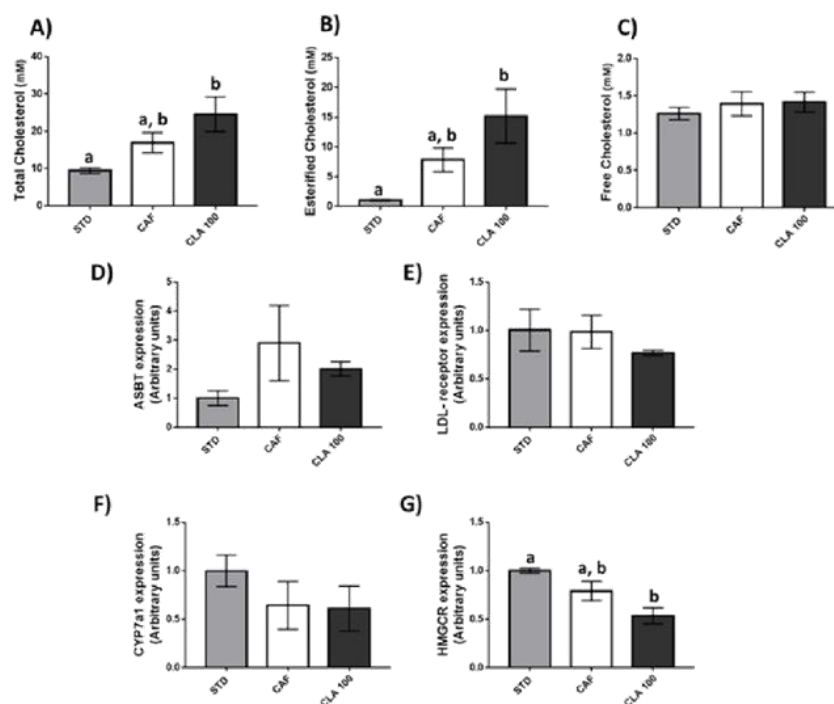 A)
Total Cholesterol (mM)
40
30
20
10
0
a
a, b
b
STD
CAF
CLA 100
B)
Esterified Cholesterol (mM)
25
20
15
10
5
0
a
a, b
b
STD
CAF
CLA 100
C)
Free Cholesterol (mM)
2.0
1.5
1.0
0.5
0.0
STD
CAF
CLA 100
D)
ASBT expression
(Arbitrary units)
5
4
3
2
1
0
STD
CAF
CLA 100
E)
LDL- receptor expression
(Arbitrary units)
1.5
1.0
0.5
0.0
STD
CAF
CLA 100
F)
CYP7a1 expression
(Arbitrary units)
1.5
1.0
0.5
0.0
STD
CAF
CLA 100
G)
HMGCR expression
(Arbitrary units)
1.5
1.0
0.5
0.0
a
a, b
b
STD
CAF
CLA 100